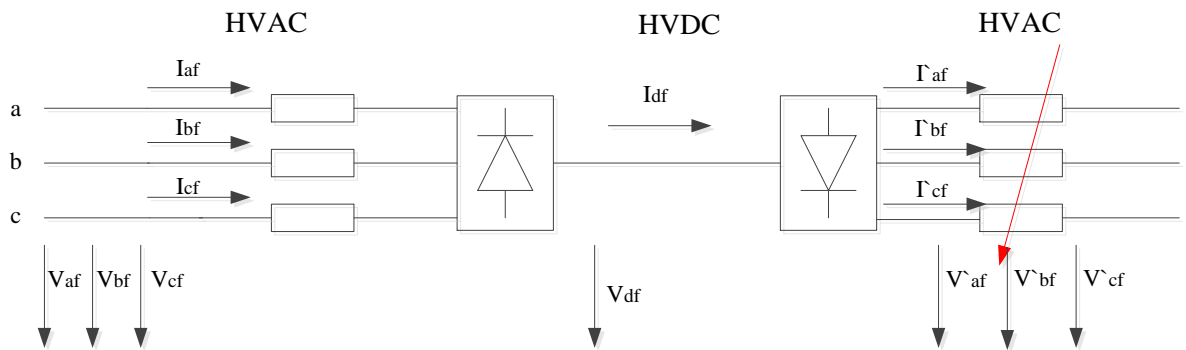 HVAC HVDC HVAC
Iaf I`af
a Idf
Ibf I`bf
b
Icf I`cf
c
Vaf Vbf Vcf Vdf V`af V`bf V`cf